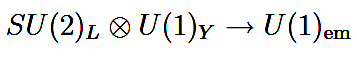 SU(2)_L ⊗ U(1)_Y → U(1)_em